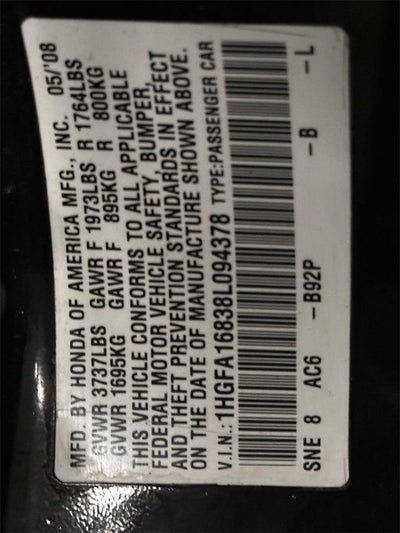 MFD. BY HONDA OF AMERICA MFG., INC. 05/'08
GVWR 3737LBS GAWR F 1973LBS R 1764LBS
GVWR 1695KG GAWR F 895KG R 800KG
THIS VEHICLE CONFORMS TO ALL APPLICABLE
FEDERAL MOTOR VEHICLE SAFETY, BUMPER,
AND THEFT PREVENTION STANDARDS IN EFFECT
ON THE DATE OF MANUFACTURE SHOWN ABOVE.
V.I.N.: 1HGFA16838L094378 TYPE:PASSENGER CAR
SNE 8 AC6 -B92P -B -L